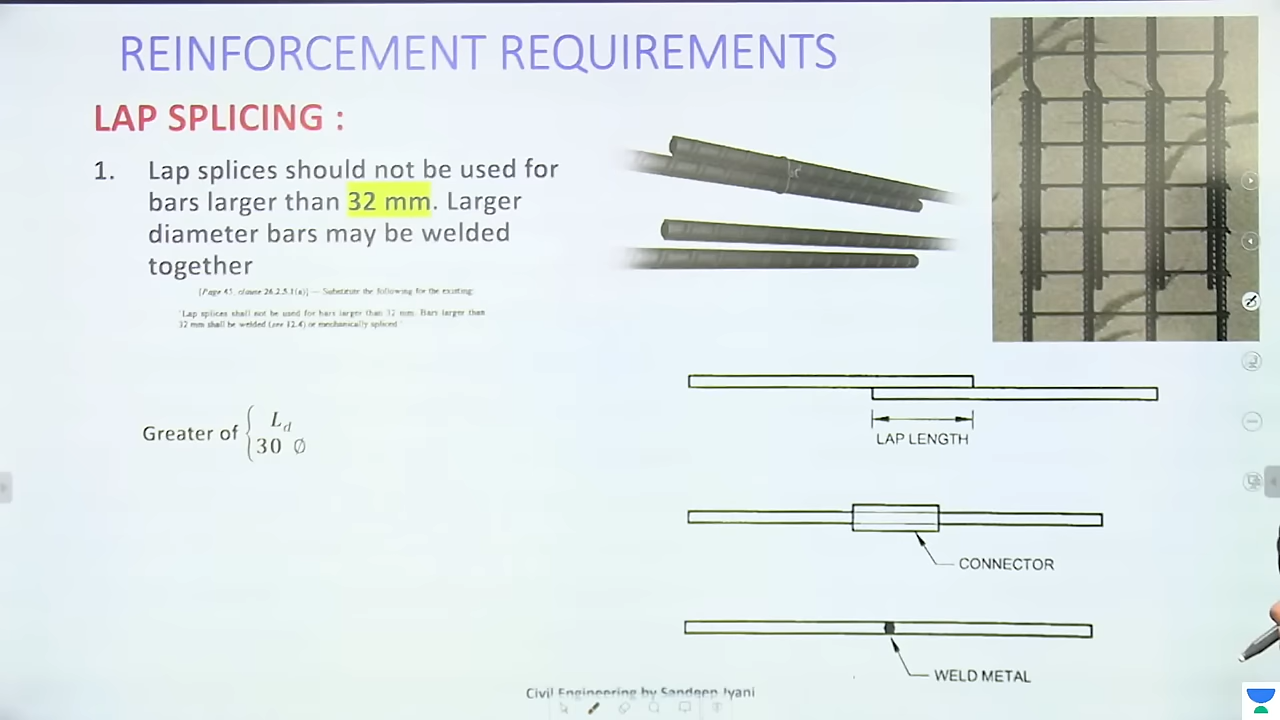 REINFORCEMENT REQUIREMENTS
LAP SPLICING :
1. Lap splices should not be used for
bars larger than 32 mm. Larger
diameter bars may be welded
together
[Page 45, clause 26.2.5.1(a)] — Substitute the following for the existing:
'Lap splices shall not be used for bars larger than 32 mm. Bars larger than
32 mm shall be welded (see 12.4) or mechanically spliced.'
Greater of { L_d
30 ∅
LAP LENGTH
CONNECTOR
WELD METAL
Civil Engineering by Sandeep Jyani